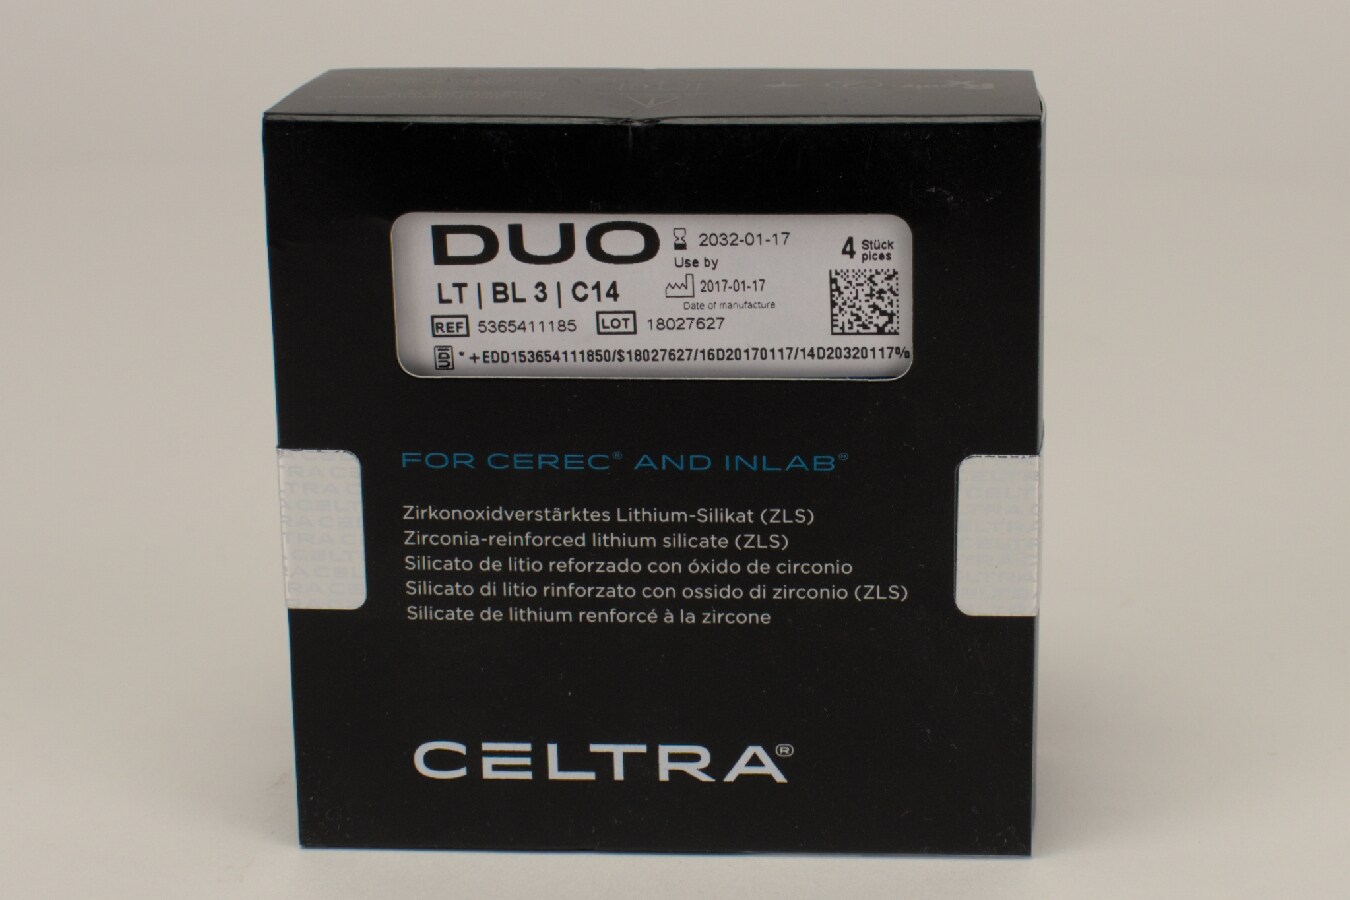 DUO
2032-01-17
Use by
4 Stück
pices
LT | BL 3 | C14
2017-01-17
Date of manufacture
REF 5365411185 LOT 18027627
UDI *+EDD153654111850/$18027627/16D20170117/14D20320117%
FOR CEREC® AND INLAB®
Zirkonoxidverstärktes Lithium-Silikat (ZLS)
Zirconia-reinforced lithium silicate (ZLS)
Silicato de litio reforzado con óxido de circonio
Silicato di litio rinforzato con ossido di zirconio (ZLS)
Silicate de lithium renforcé à la zircone
CELTRA®